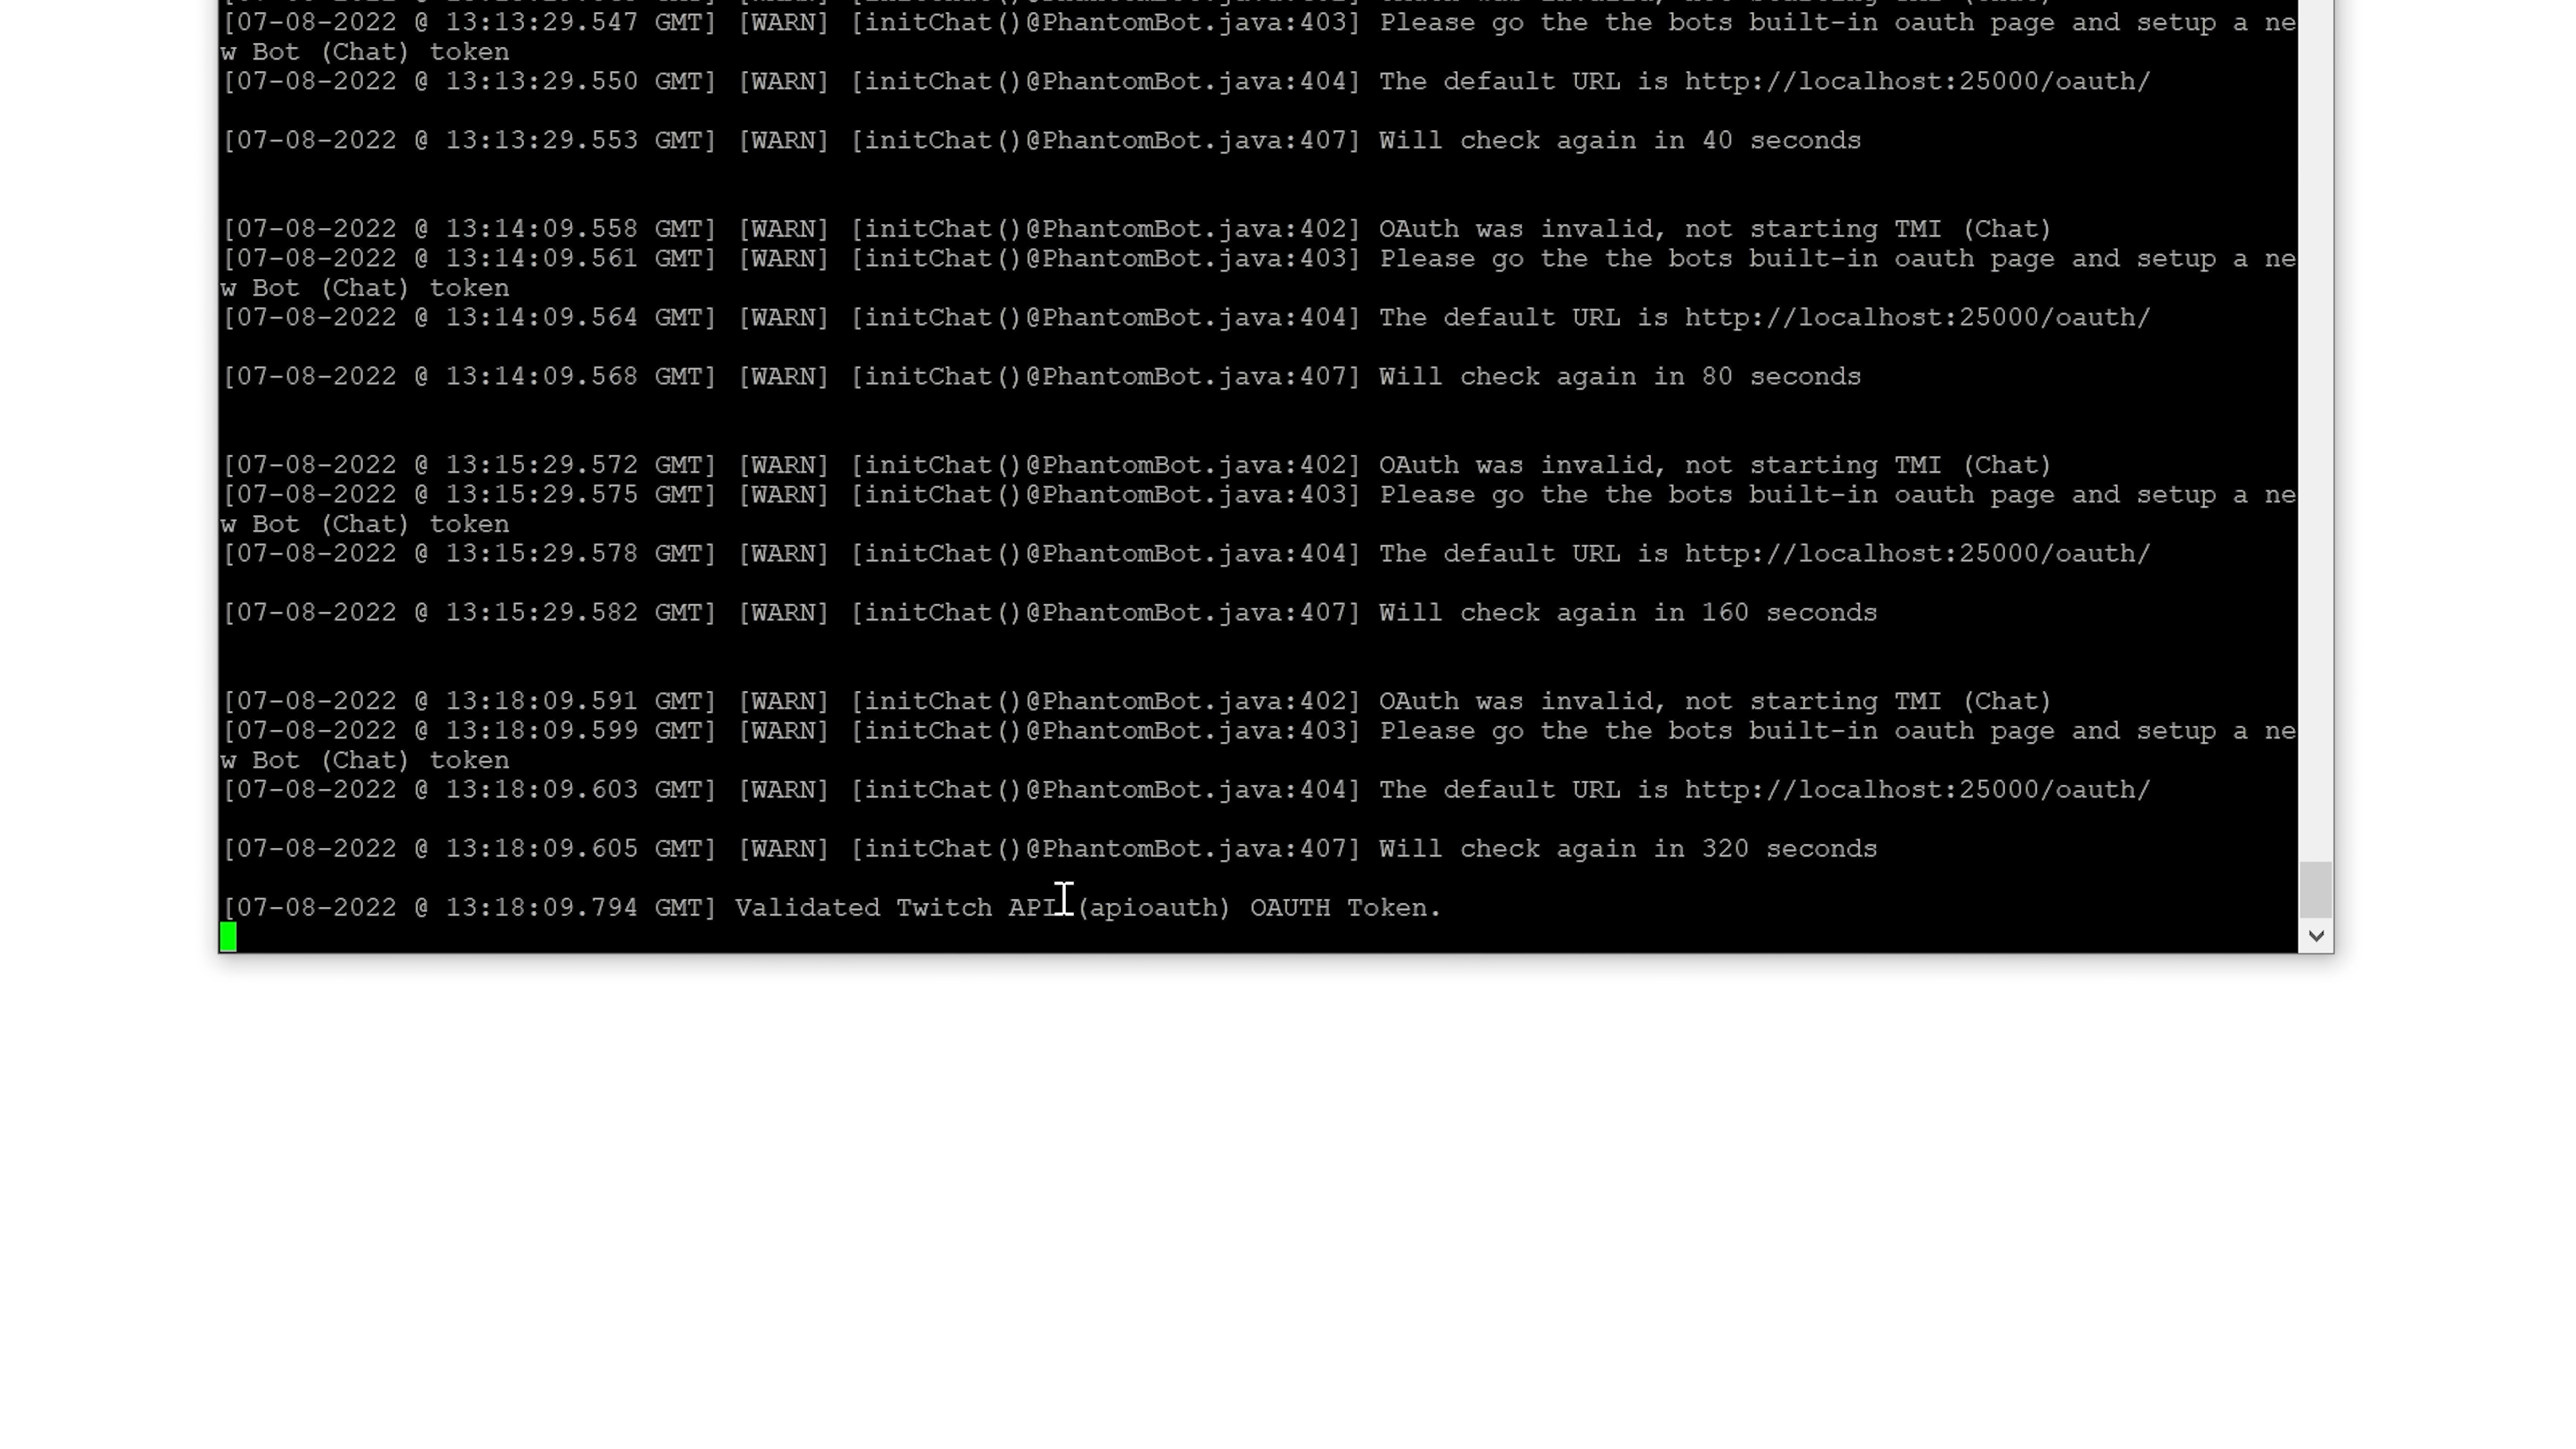 [07-08-2022 @ 13:13:29.547 GMT] [WARN] [initChat()@PhantomBot.java:403] Please go the the bots built-in oauth page and setup a ne
w Bot (Chat) token
[07-08-2022 @ 13:13:29.550 GMT] [WARN] [initChat()@PhantomBot.java:404] The default URL is http://localhost:25000/oauth/
[07-08-2022 @ 13:13:29.553 GMT] [WARN] [initChat()@PhantomBot.java:407] Will check again in 40 seconds
[07-08-2022 @ 13:14:09.558 GMT] [WARN] [initChat()@PhantomBot.java:402] OAuth was invalid, not starting TMI (Chat)
[07-08-2022 @ 13:14:09.561 GMT] [WARN] [initChat()@PhantomBot.java:403] Please go the the bots built-in oauth page and setup a ne
w Bot (Chat) token
[07-08-2022 @ 13:14:09.564 GMT] [WARN] [initChat()@PhantomBot.java:404] The default URL is http://localhost:25000/oauth/
[07-08-2022 @ 13:14:09.568 GMT] [WARN] [initChat()@PhantomBot.java:407] Will check again in 80 seconds
[07-08-2022 @ 13:15:29.572 GMT] [WARN] [initChat()@PhantomBot.java:402] OAuth was invalid, not starting TMI (Chat)
[07-08-2022 @ 13:15:29.575 GMT] [WARN] [initChat()@PhantomBot.java:403] Please go the the bots built-in oauth page and setup a ne
w Bot (Chat) token
[07-08-2022 @ 13:15:29.578 GMT] [WARN] [initChat()@PhantomBot.java:404] The default URL is http://localhost:25000/oauth/
[07-08-2022 @ 13:15:29.582 GMT] [WARN] [initChat()@PhantomBot.java:407] Will check again in 160 seconds
[07-08-2022 @ 13:18:09.591 GMT] [WARN] [initChat()@PhantomBot.java:402] OAuth was invalid, not starting TMI (Chat)
[07-08-2022 @ 13:18:09.599 GMT] [WARN] [initChat()@PhantomBot.java:403] Please go the the bots built-in oauth page and setup a ne
w Bot (Chat) token
[07-08-2022 @ 13:18:09.603 GMT] [WARN] [initChat()@PhantomBot.java:404] The default URL is http://localhost:25000/oauth/
[07-08-2022 @ 13:18:09.605 GMT] [WARN] [initChat()@PhantomBot.java:407] Will check again in 320 seconds
[07-08-2022 @ 13:18:09.794 GMT] Validated Twitch API (apioauth) OAUTH Token.